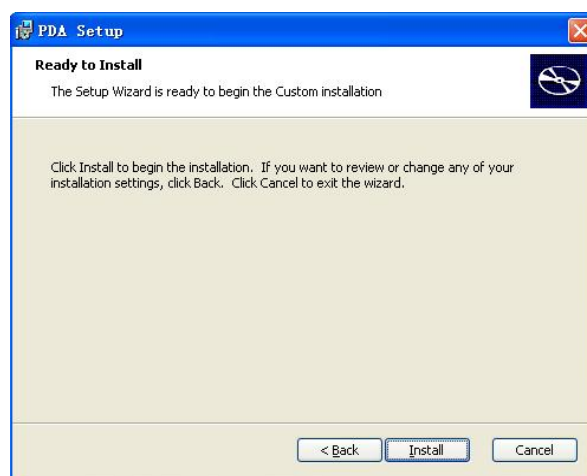 PDA Setup
Ready to Install
The Setup Wizard is ready to begin the Custom installation
Click Install to begin the installation.  If you want to review or change any of your
installation settings, click Back.  Click Cancel to exit the wizard.
< Back Install Cancel